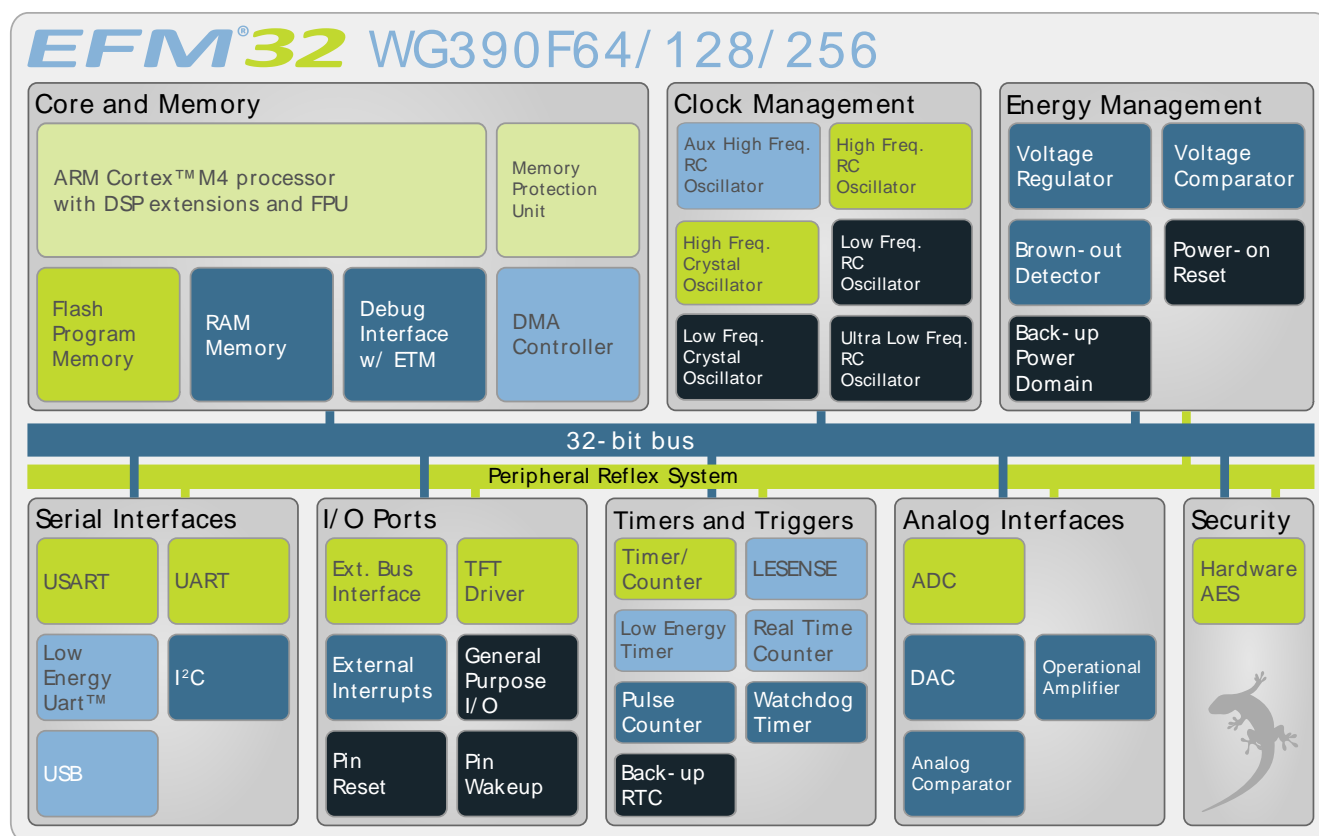 EFM®32 WG390F64/128/256
Core and Memory
ARM Cortex™ M4 processor
with DSP extensions and FPU
Memory
Protection
Unit
Flash
Program
Memory
RAM
Memory
Debug
Interface
w/ ETM
DMA
Controller
Clock Management
Aux High Freq.
RC
Oscillator
High Freq.
RC
Oscillator
High Freq.
Crystal
Oscillator
Low Freq.
RC
Oscillator
Low Freq.
Crystal
Oscillator
Ultra Low Freq.
RC
Oscillator
Energy Management
Voltage
Regulator
Voltage
Comparator
Brown-out
Detector
Power-on
Reset
Back-up
Power
Domain
32-bit bus
Peripheral Reflex System
Serial Interfaces
USART
UART
Low
Energy
Uart™
I²C
USB
I/O Ports
Ext. Bus
Interface
TFT
Driver
External
Interrupts
General
Purpose
I/O
Pin
Reset
Pin
Wakeup
Timers and Triggers
Timer/
Counter
LESENSE
Low Energy
Timer
Real Time
Counter
Pulse
Counter
Watchdog
Timer
Back-up
RTC
Analog Interfaces
ADC
DAC
Operational
Amplifier
Analog
Comparator
Security
Hardware
AES